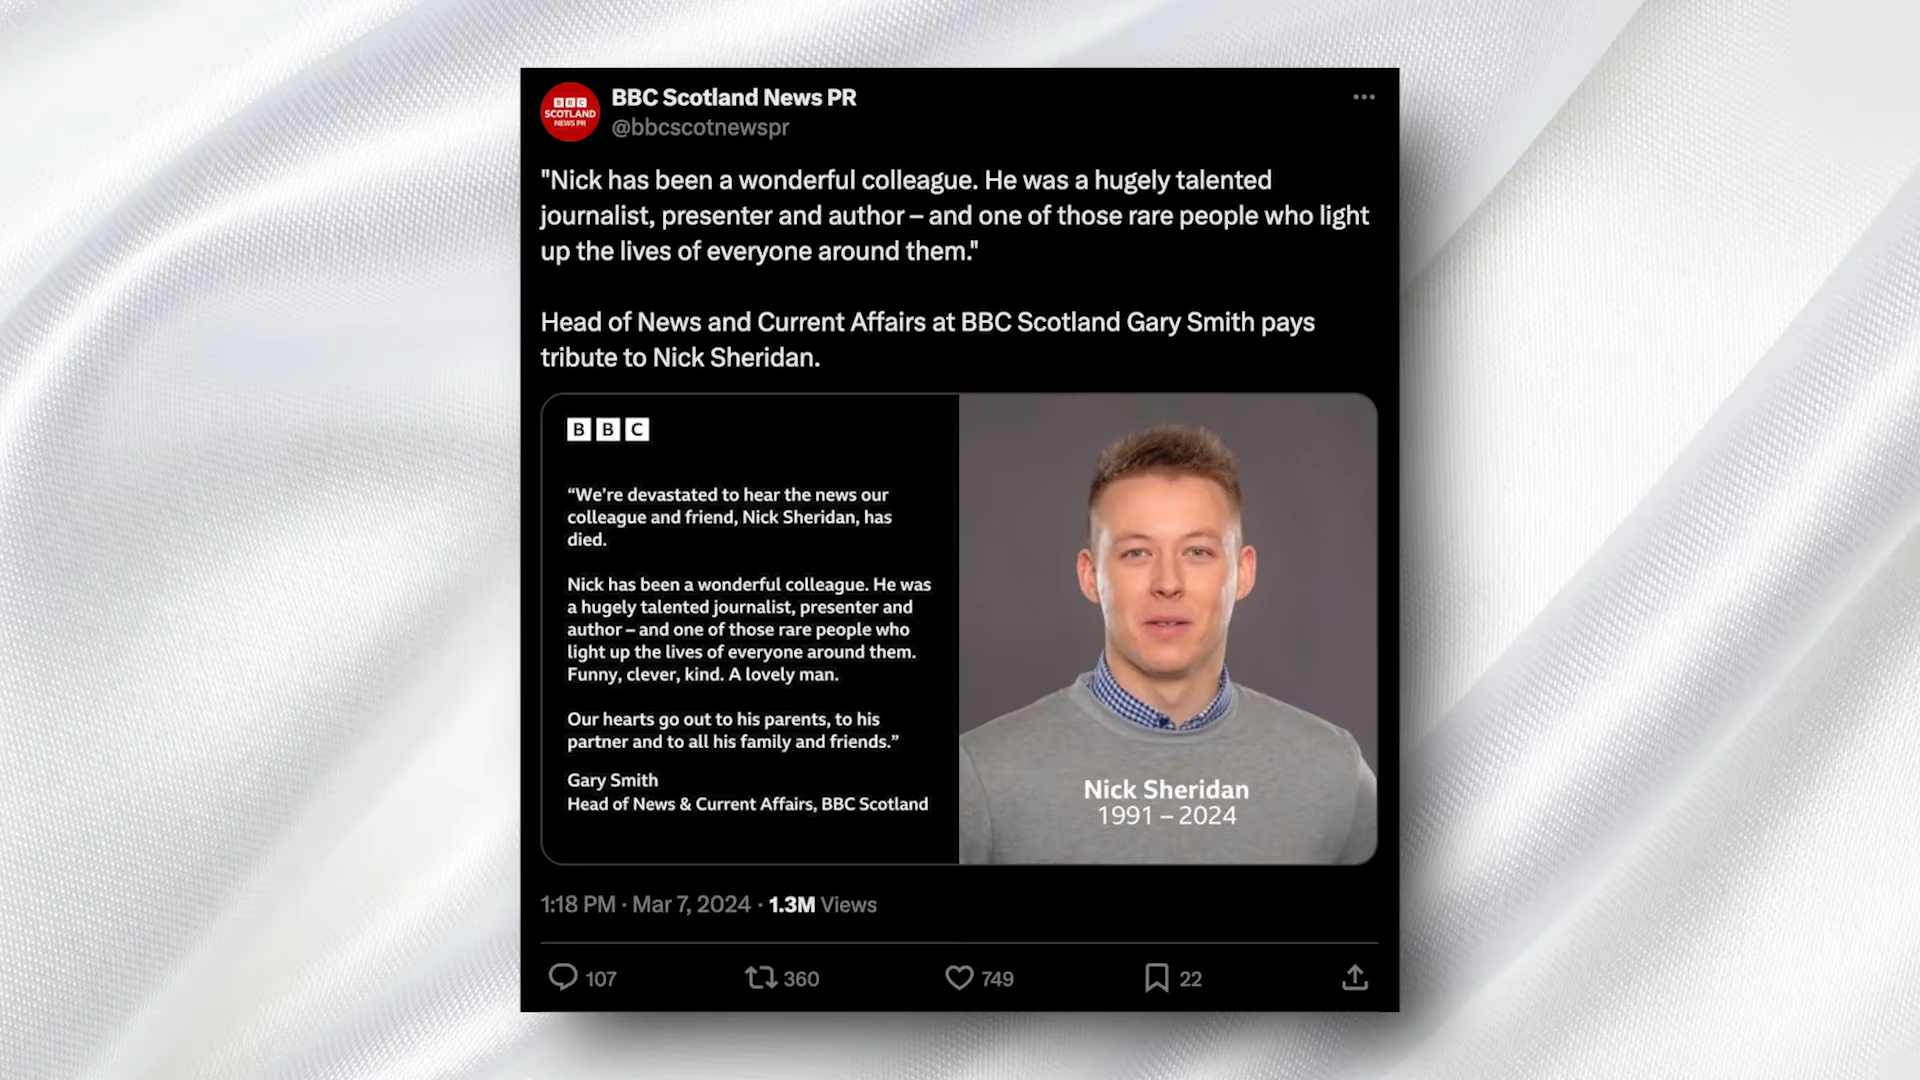 BBC
SCOTLAND
NEWS PR
BBC Scotland News PR
@bbcscotnewspr
"Nick has been a wonderful colleague. He was a hugely talented
journalist, presenter and author – and one of those rare people who light
up the lives of everyone around them."
Head of News and Current Affairs at BBC Scotland Gary Smith pays
tribute to Nick Sheridan.
BBC
“We’re devastated to hear the news our
colleague and friend, Nick Sheridan, has
died.
Nick has been a wonderful colleague. He was
a hugely talented journalist, presenter and
author – and one of those rare people who
light up the lives of everyone around them.
Funny, clever, kind. A lovely man.
Our hearts go out to his parents, to his
partner and to all his family and friends.”
Gary Smith
Head of News & Current Affairs, BBC Scotland
Nick Sheridan
1991 – 2024
1:18 PM · Mar 7, 2024 · 1.3M Views
107 360 749 22